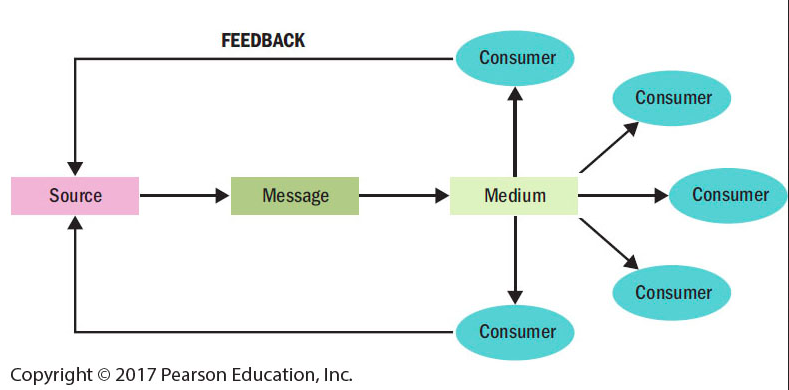 FEEDBACK
Consumer
Consumer
Source
Message
Medium
Consumer
Consumer
Consumer
Copyright © 2017 Pearson Education, Inc.